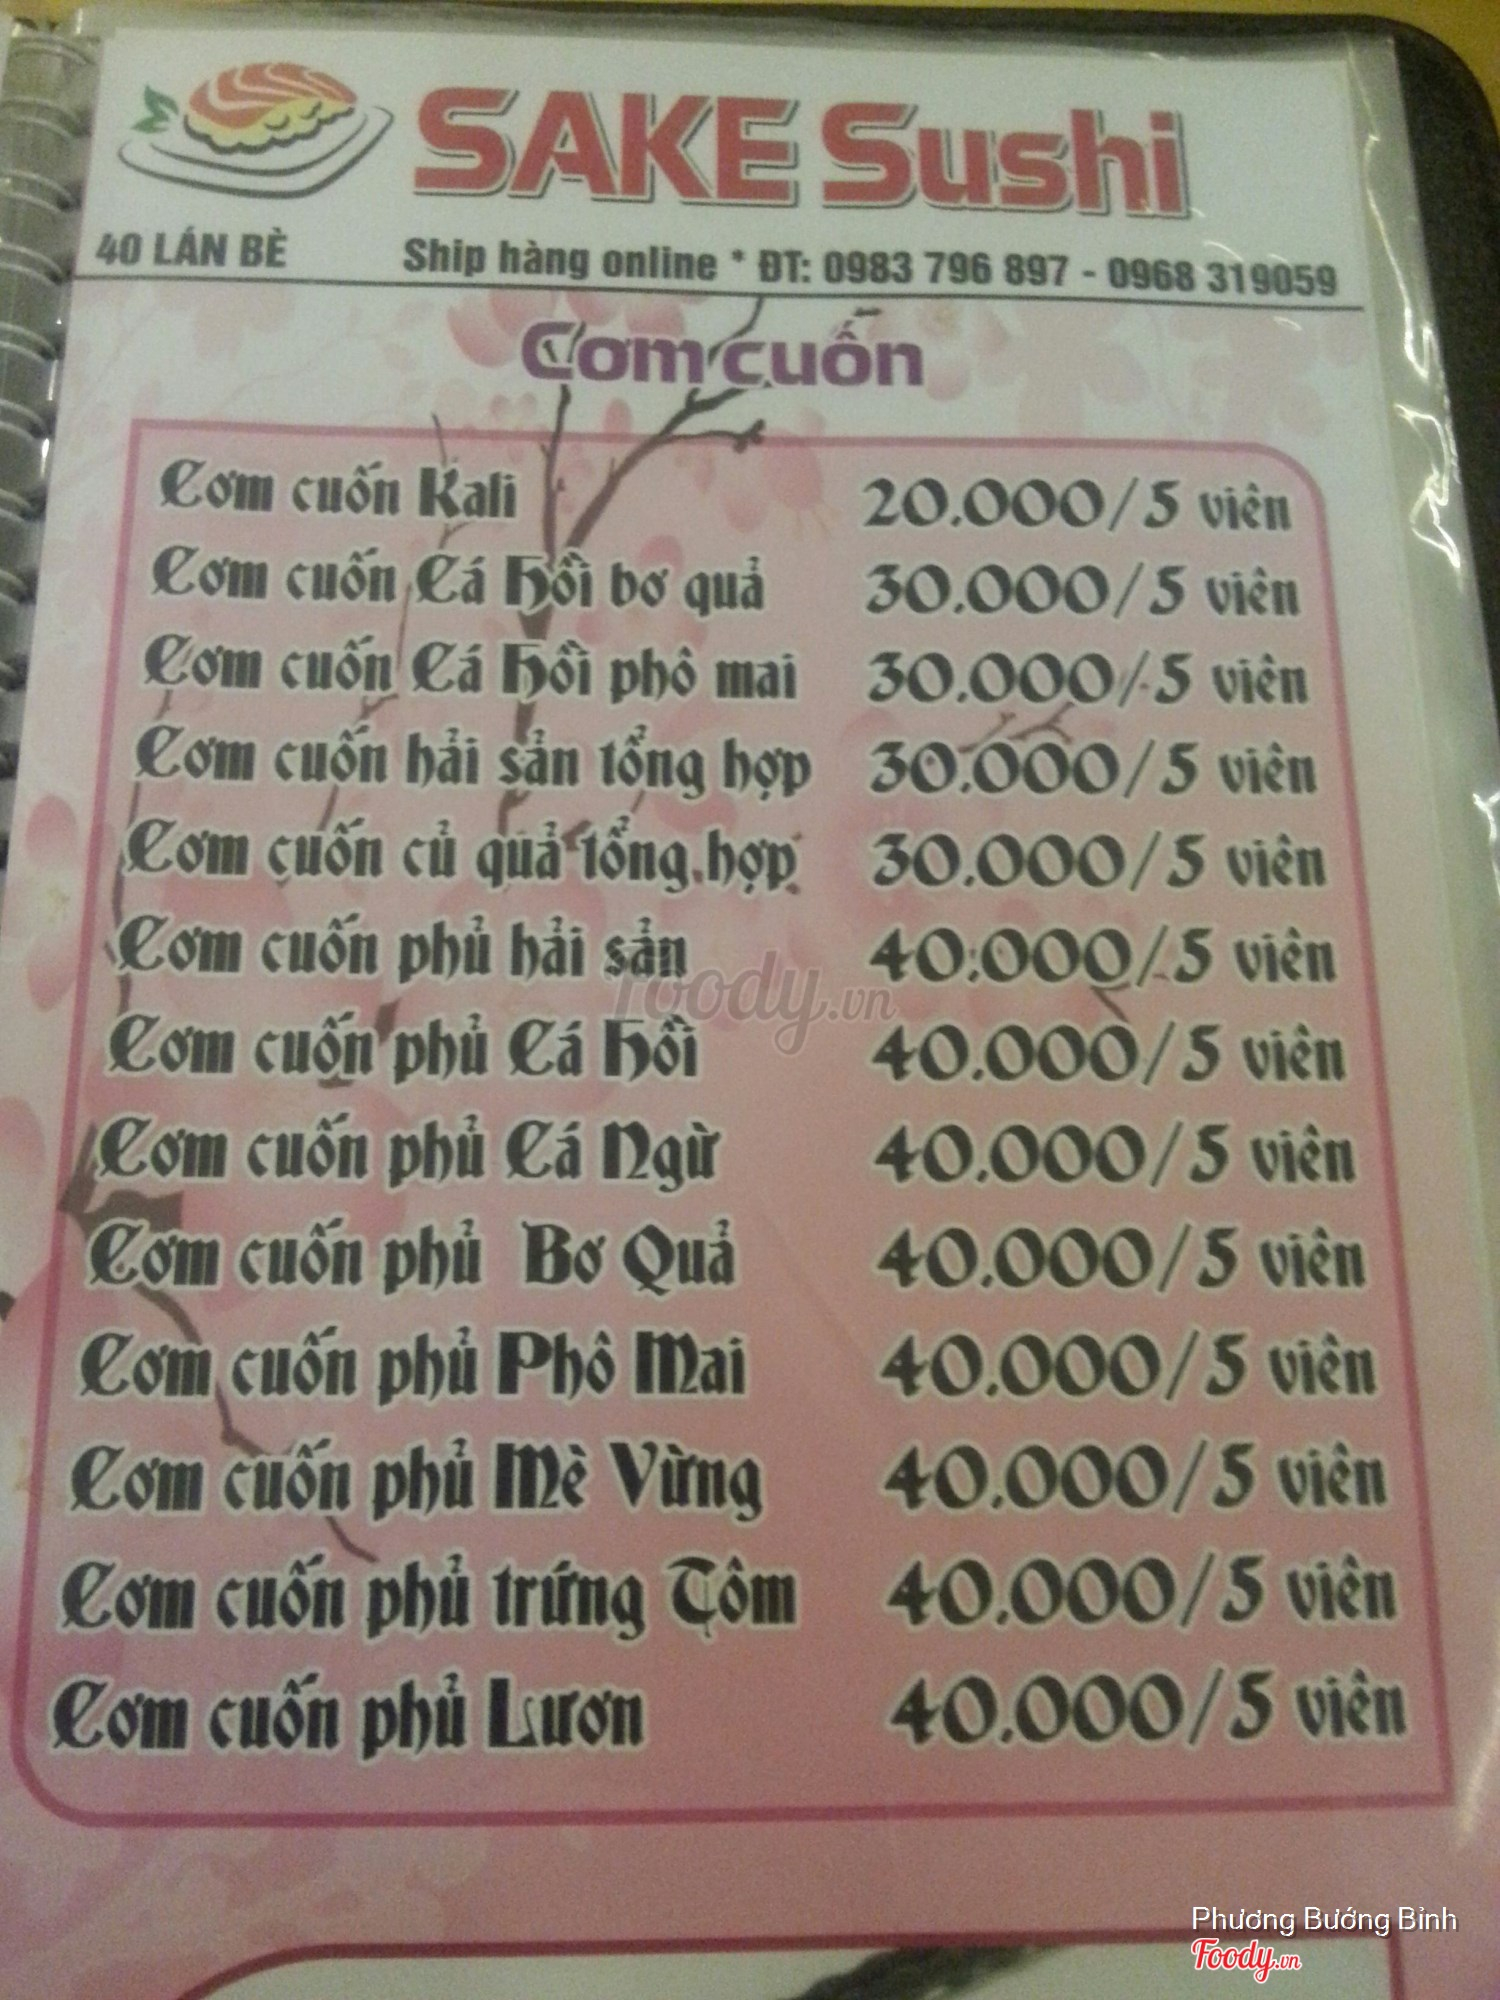 SAKE Sushi
40 LÁN BÈ Ship hàng online * ĐT: 0983 796 897 - 0968 319059
Cơm cuốn
Cơm cuốn Kali 20.000/5 viên
Cơm cuốn Cá Hồi bơ quả 30.000/5 viên
Cơm cuốn Cá Hồi phô mai 30.000/5 viên
Cơm cuốn hải sản tổng hợp 30.000/5 viên
Cơm cuốn củ quả tổng hợp 30.000/5 viên
Cơm cuốn phủ hải sản 40.000/5 viên
foody.vn
Cơm cuốn phủ Cá Hồi 40.000/5 viên
Cơm cuốn phủ Cá Ngừ 40.000/5 viên
Cơm cuốn phủ Bơ Quả 40.000/5 viên
Cơm cuốn phủ Phô Mai 40.000/5 viên
Cơm cuốn phủ Mè Vừng 40.000/5 viên
Cơm cuốn phủ trứng Tôm 40.000/5 viên
Cơm cuốn phủ Lươn 40.000/5 viên
Phương Bướng Bỉnh
Foody.vn